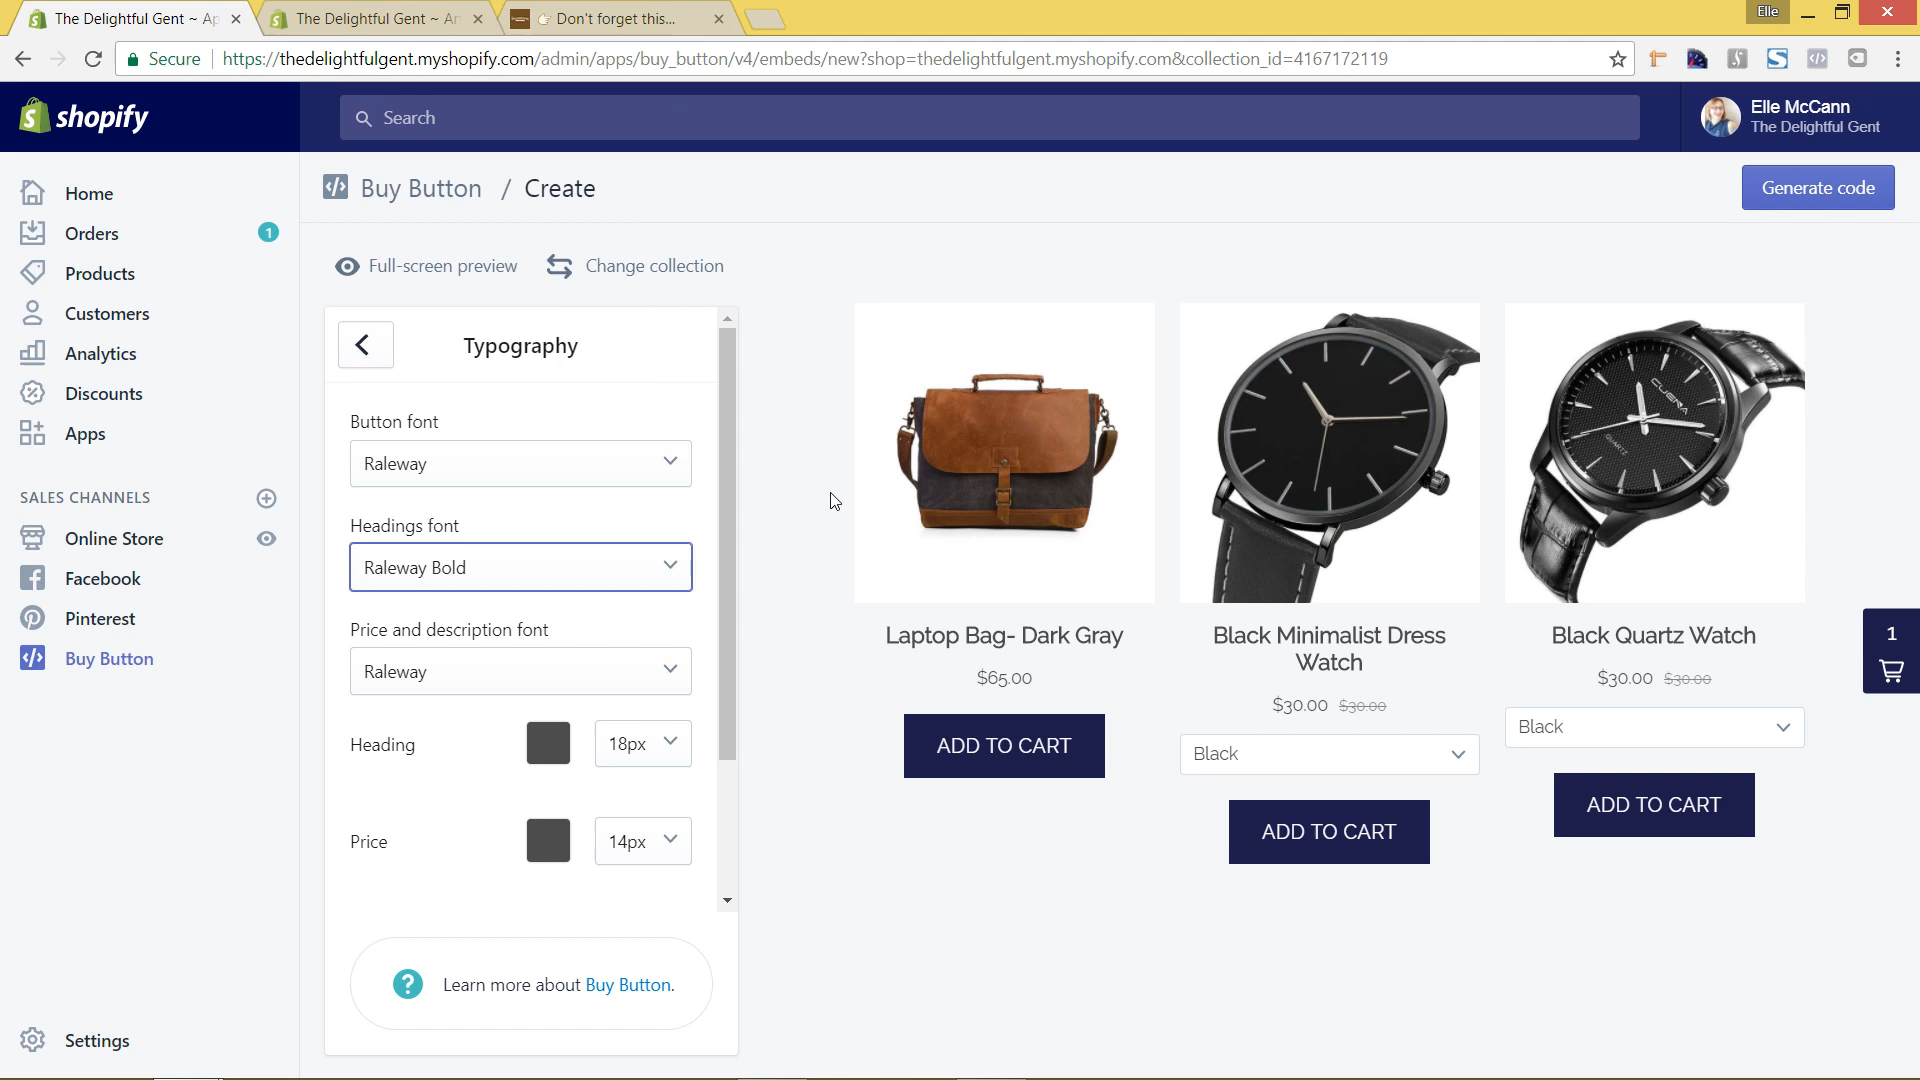 The Delightful Gent ~ Ap
The Delightful Gent ~ An
Don't forget this...
Elle
Secure
https://thedelightfulgent.myshopify.com/admin/apps/buy_button/v4/embeds/new?shop=thedelightfulgent.myshopify.com&collection_id=4167172119
shopify
Search
Elle McCann
The Delightful Gent
Home
Orders
1
Products
Customers
Analytics
Discounts
Apps
SALES CHANNELS
Online Store
Facebook
Pinterest
Buy Button
Settings
Buy Button / Create
Generate code
Full-screen preview
Change collection
Typography
Button font
Raleway
Headings font
Raleway Bold
Price and description font
Raleway
Heading
18px
Price
14px
? Learn more about Buy Button.
Laptop Bag- Dark Gray
$65.00
ADD TO CART
Black Minimalist Dress
Watch
$30.00 $30.00
Black
ADD TO CART
CUENA
QUARTZ
Black Quartz Watch
$30.00 $30.00
Black
ADD TO CART
1